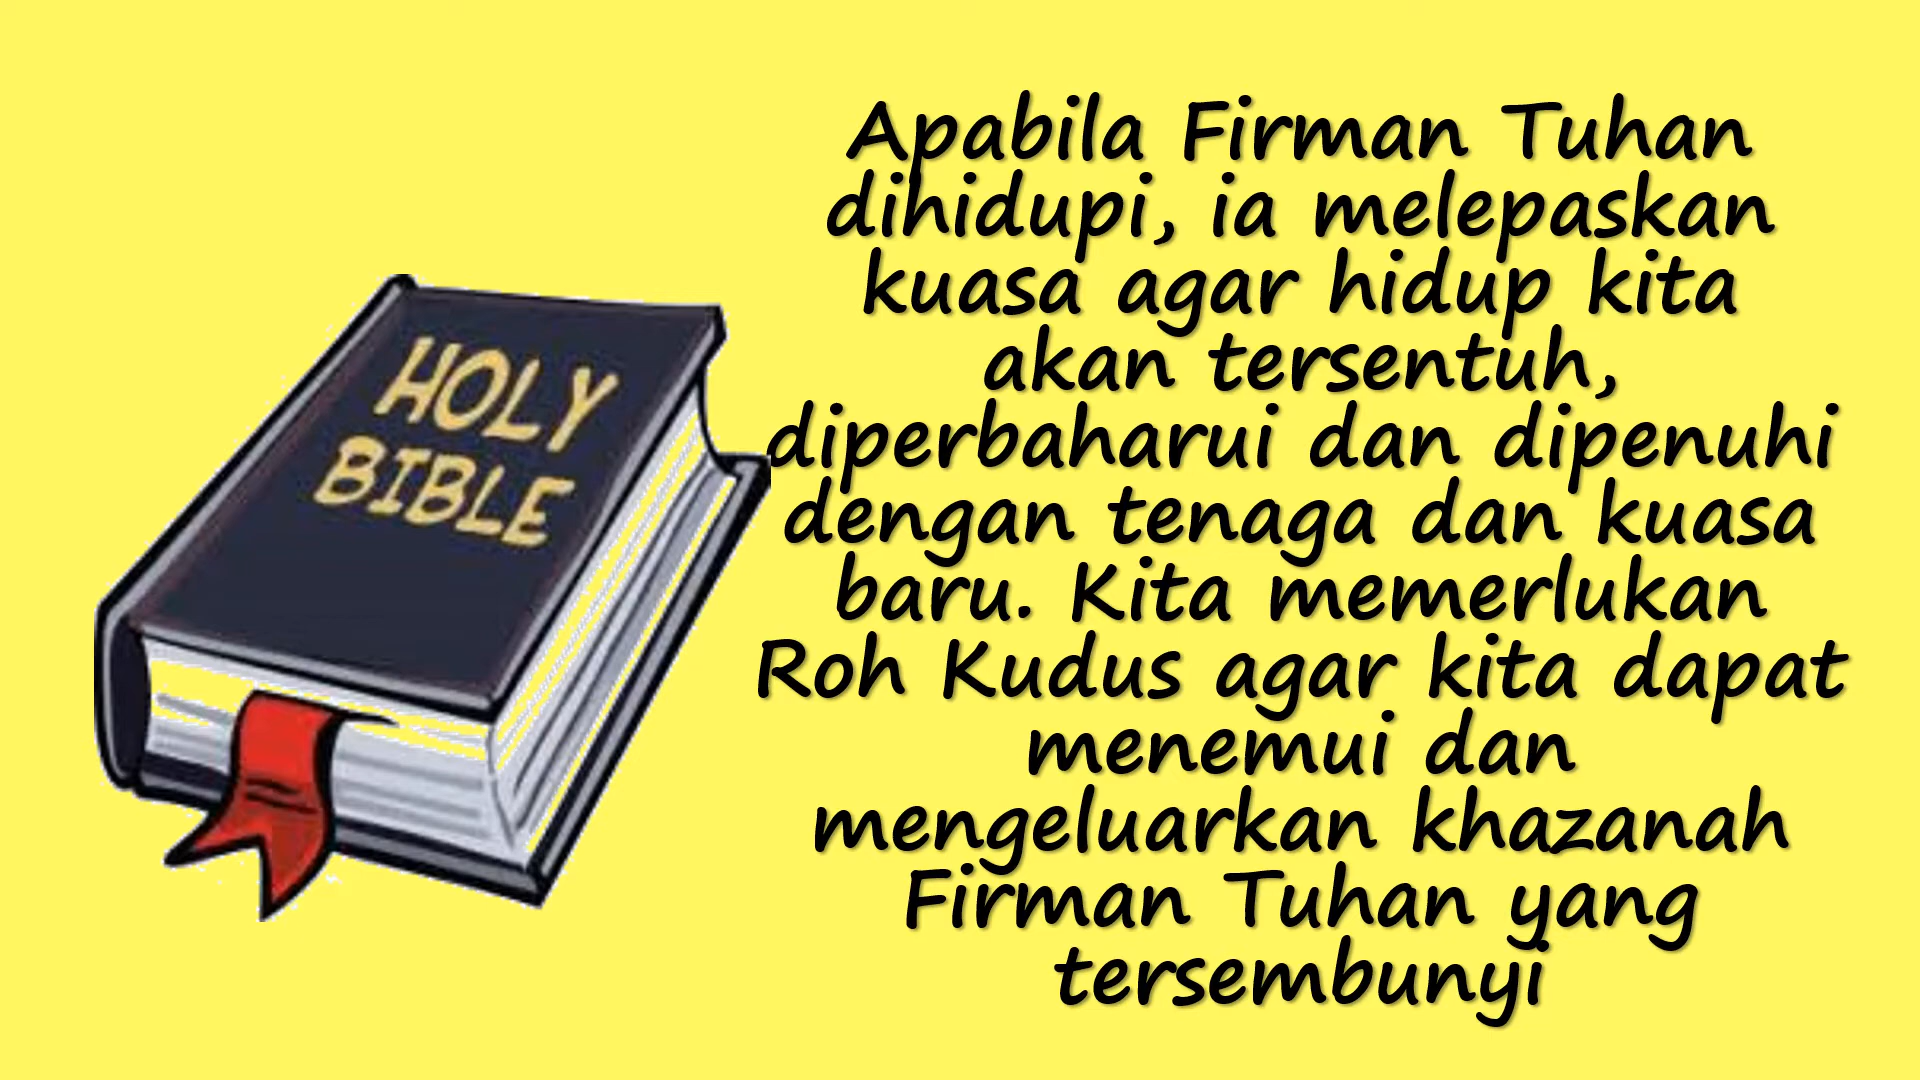 HOLY
BIBLE
Apabila Firman Tuhan
dihidupi, ia melepaskan
kuasa agar hidup kita
akan tersentuh,
diperbaharui dan dipenuhi
dengan tenaga dan kuasa
baru. Kita memerlukan
Roh Kudus agar kita dapat
menemui dan
mengeluarkan khazanah
Firman Tuhan yang
tersembunyi